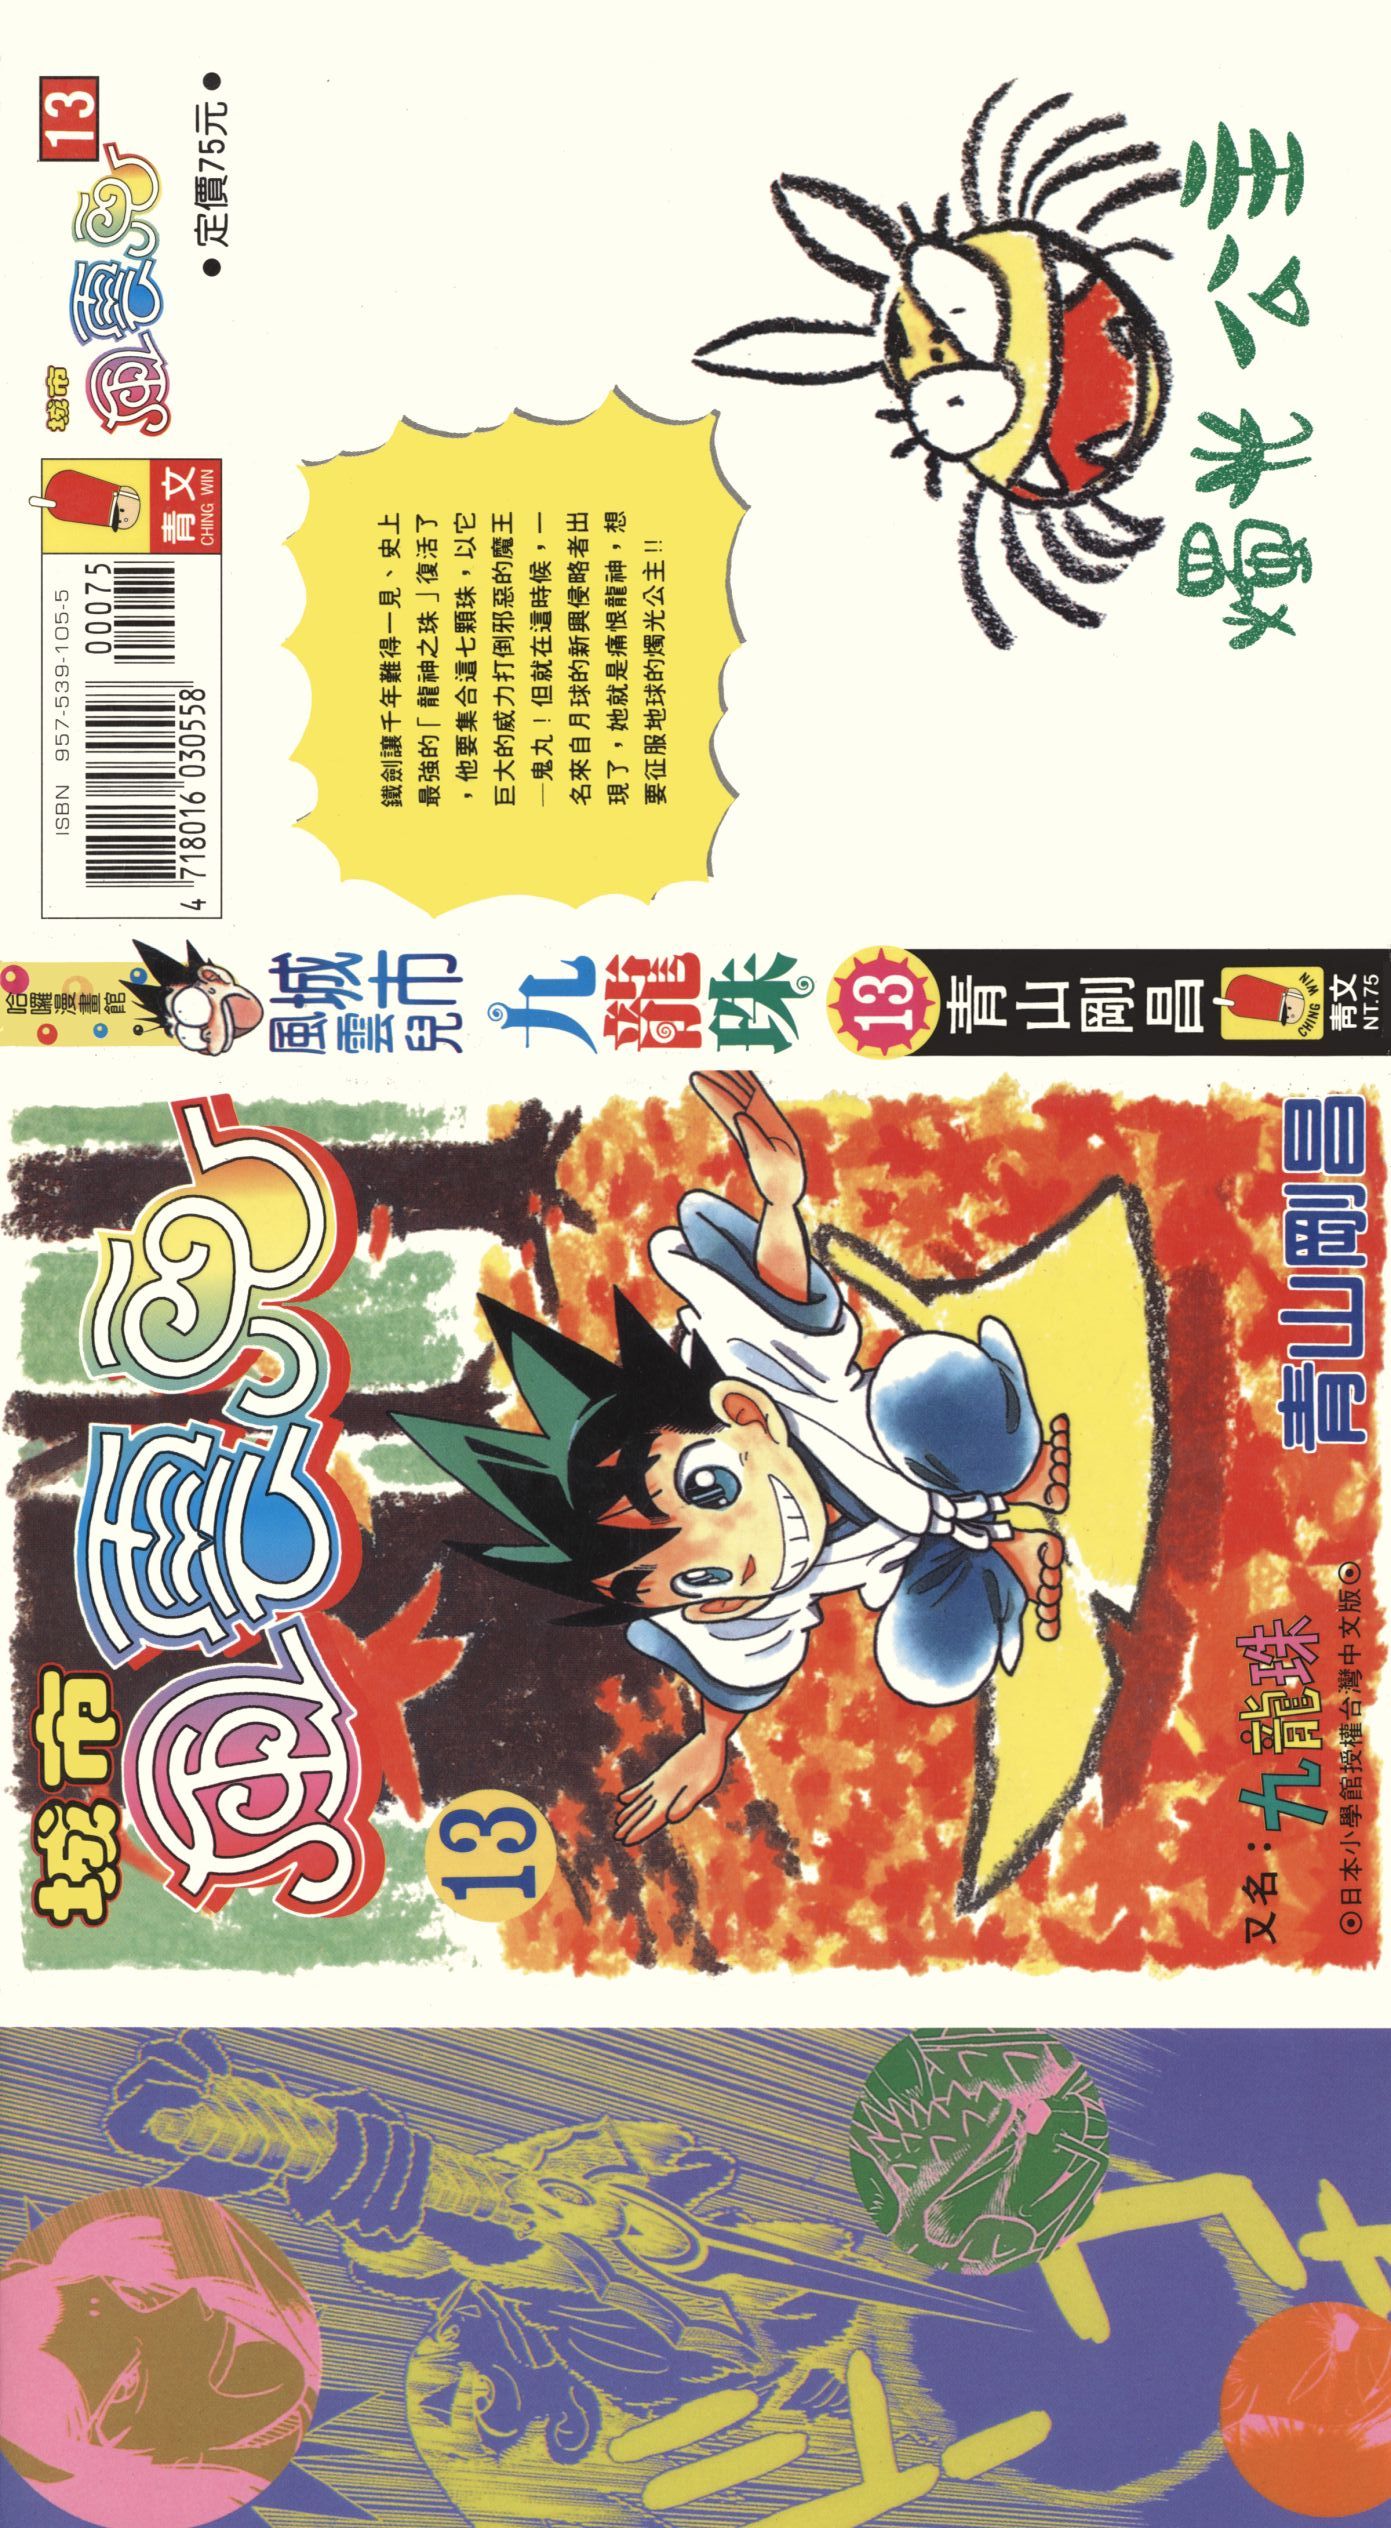 13
城市
風雲兒
●定價75元●
青文
CHING WIN
ISBN 957-539-105-5
00075
4 718016 030558
鐵劍讓千年難得一見、史上
最強的「龍神之珠」復活了
，他要集合這七顆珠，以它
巨大的威力打倒邪惡的魔王
─鬼丸！但就在這時候，一
名來自月球的新興侵略者出
現了，她就是痛恨龍神，想
要征服地球的燭光公主!!
燭光公主
哈囉漫畫館
城市
風雲兒
九龍珠
13
青山剛昌
CHING WIN
青文
NT.75
城市
風雲兒
13
青山剛昌
又名：九龍珠
◎日本小學館授權台灣中文版◎